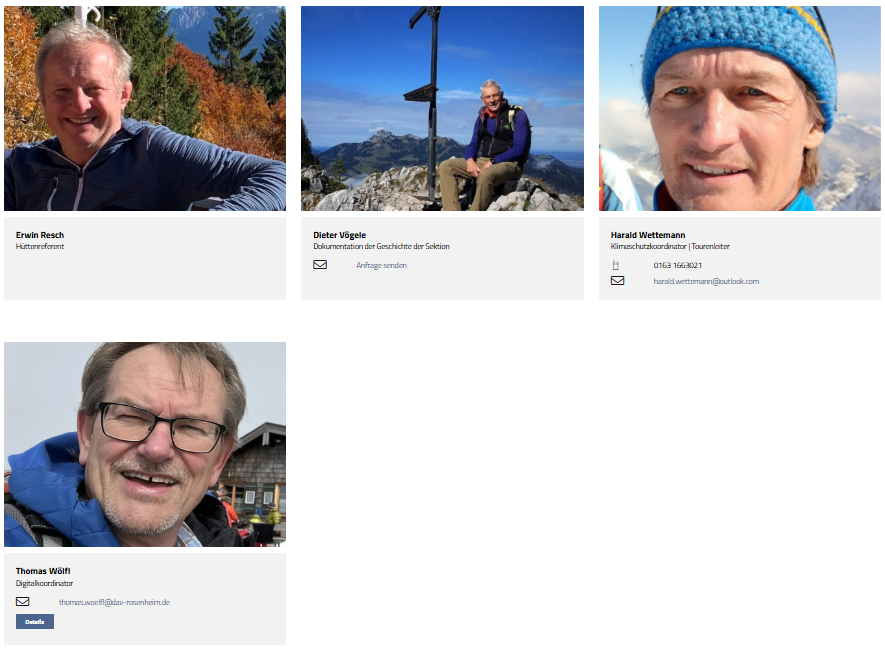 Erwin Resch
Hüttenreferent
Dieter Vögele
Dokumentation der Geschichte der Sektion
Anfrage senden
Harald Wettemann
Klimaschutzkoordinator | Tourenleiter
0163 1663021
harald.wettemann@outlook.com
Thomas Wölfl
Digitalkoordinator
thomas.woelfl@dav-rosenheim.de
Details